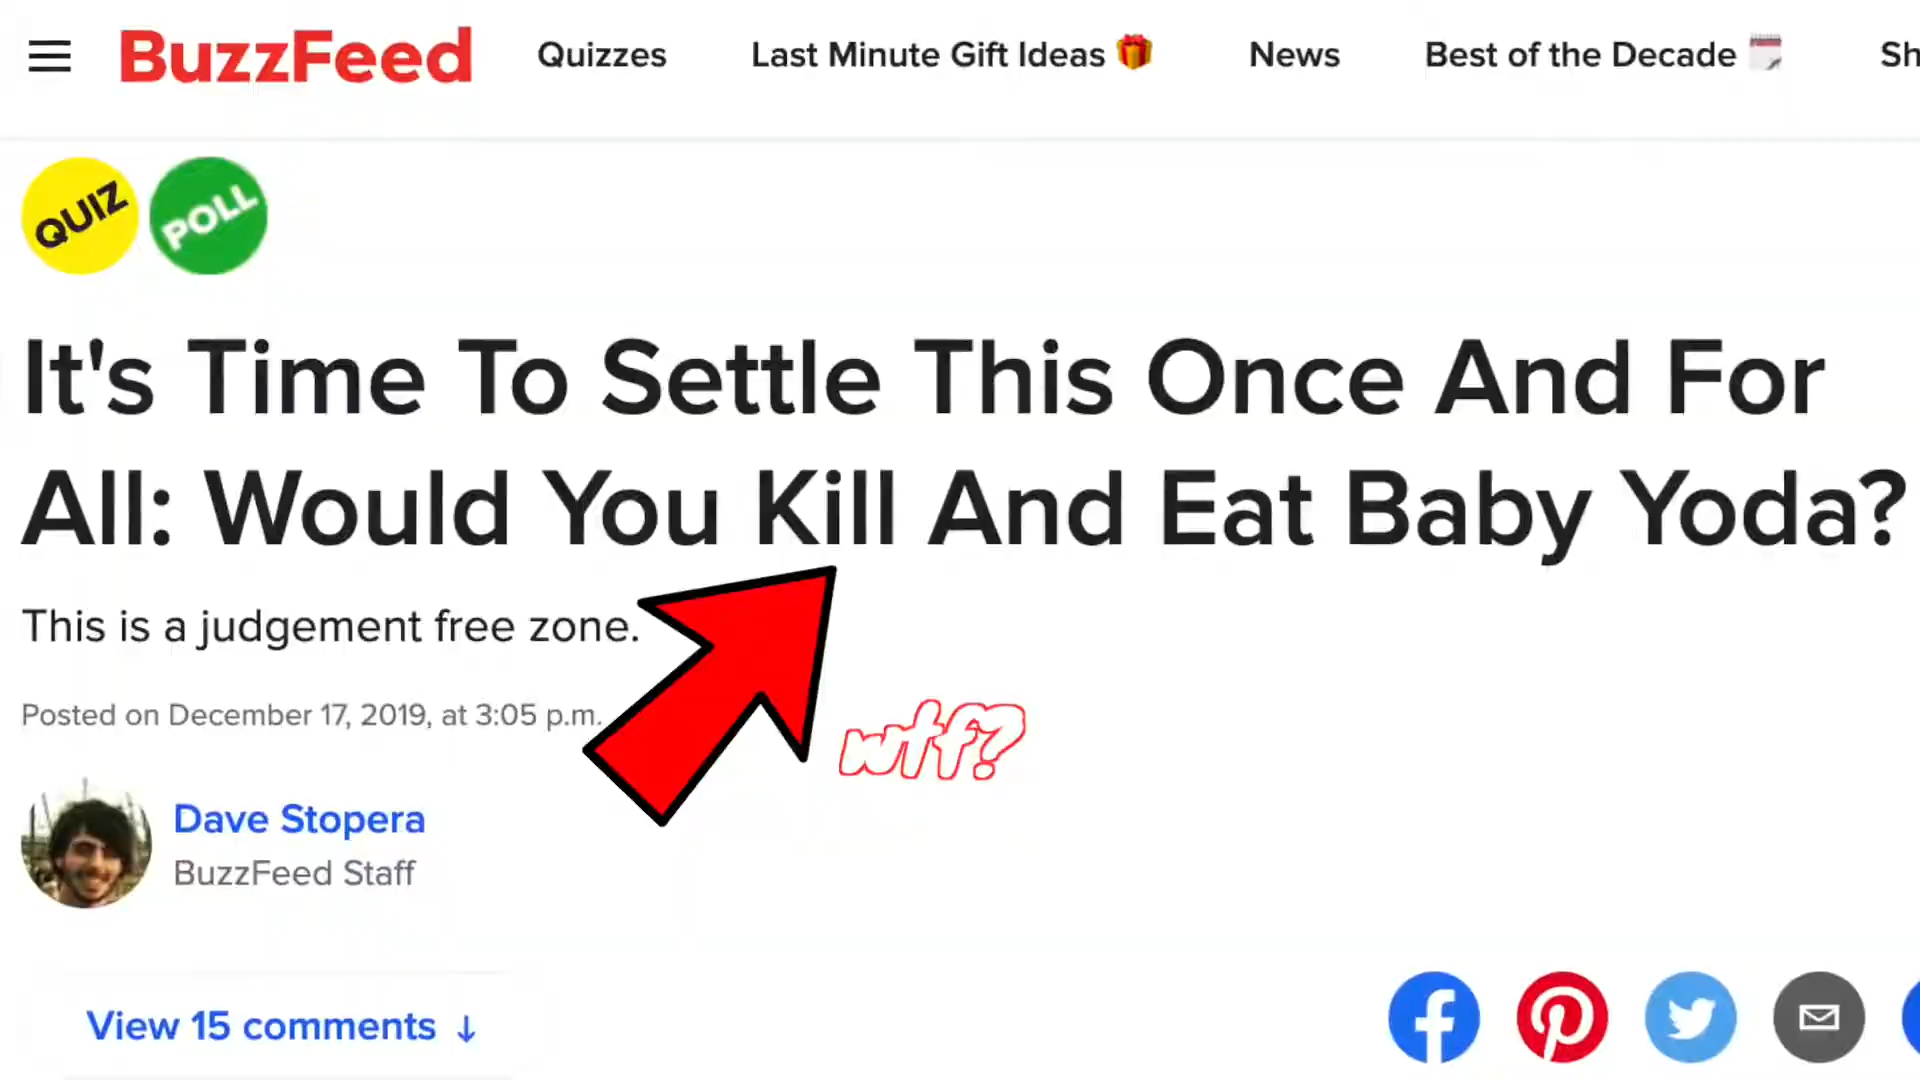 BuzzFeed Quizzes Last Minute Gift Ideas News Best of the Decade Sh
QUIZ POLL
It's Time To Settle This Once And For
All: Would You Kill And Eat Baby Yoda?
This is a judgement free zone.
Posted on December 17, 2019, at 3:05 p.m.
wtf?
Dave Stopera
BuzzFeed Staff
View 15 comments ↓